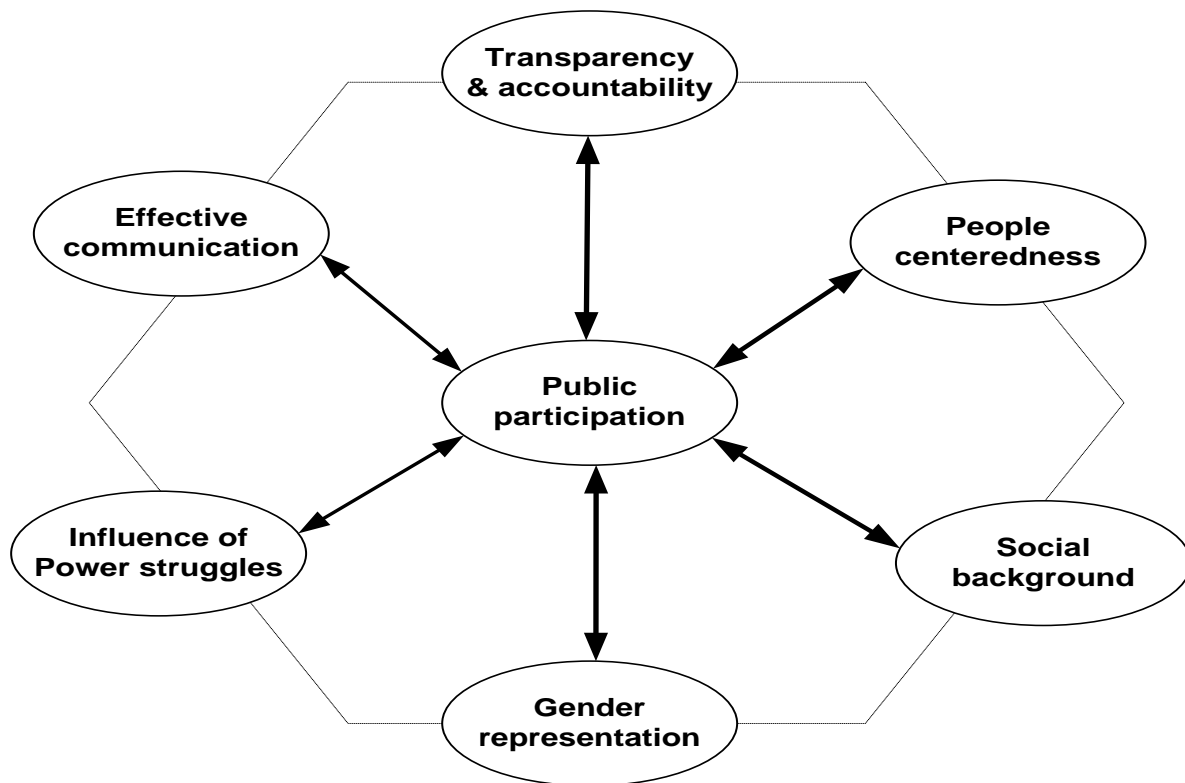 Transparency
& accountability
Effective
communication
People
centeredness
Public
participation
Influence of
Power struggles
Social
background
Gender
representation